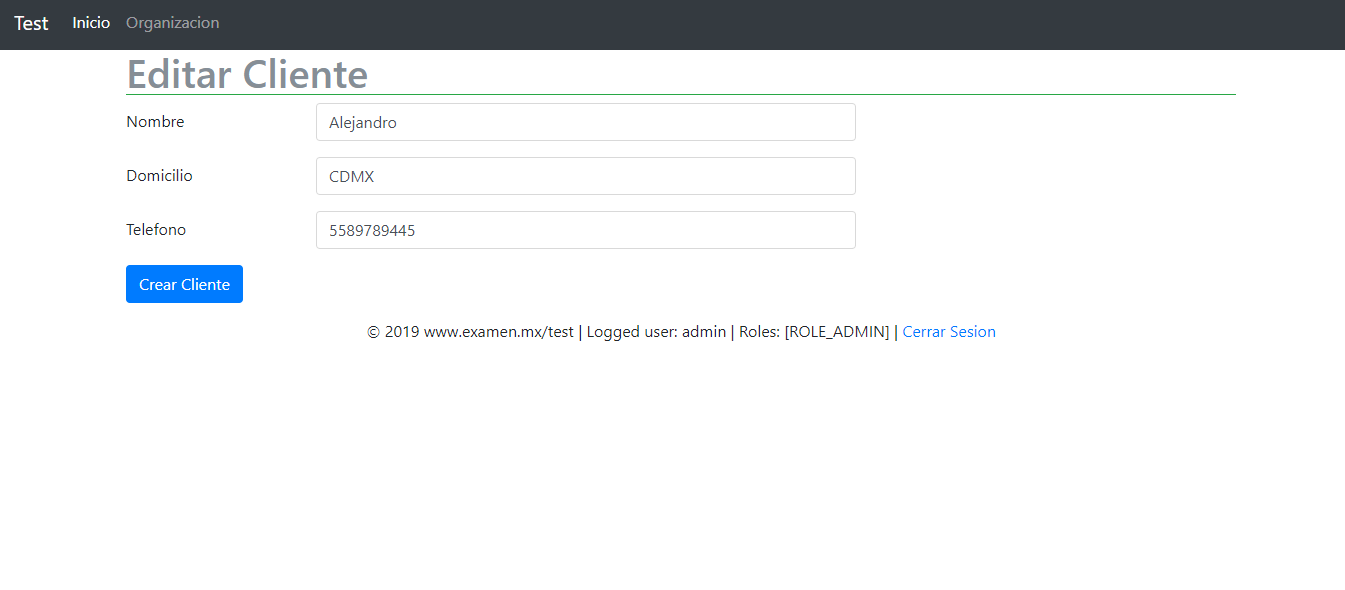 Test Inicio Organizacion
Editar Cliente
Nombre Alejandro
Domicilio CDMX
Telefono 5589789445
Crear Cliente
© 2019 www.examen.mx/test | Logged user: admin | Roles: [ROLE_ADMIN] | Cerrar Sesion